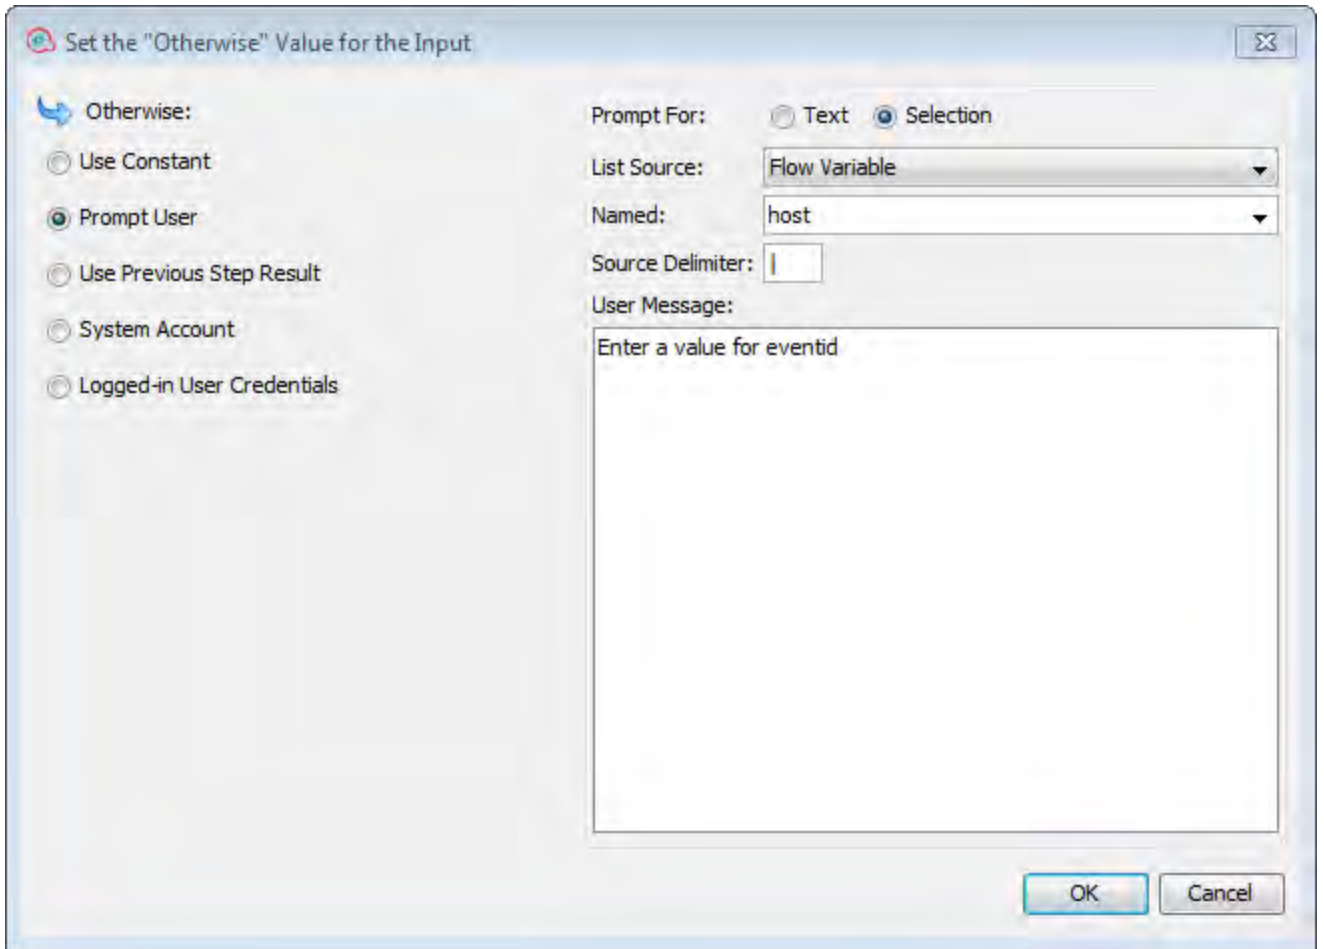 Set the "Otherwise" Value for the Input
Otherwise:
Use Constant
Prompt User
Use Previous Step Result
System Account
Logged-in User Credentials
Prompt For: Text Selection
List Source: Flow Variable
Named: host
Source Delimiter: |
User Message:
Enter a value for eventid
OK Cancel